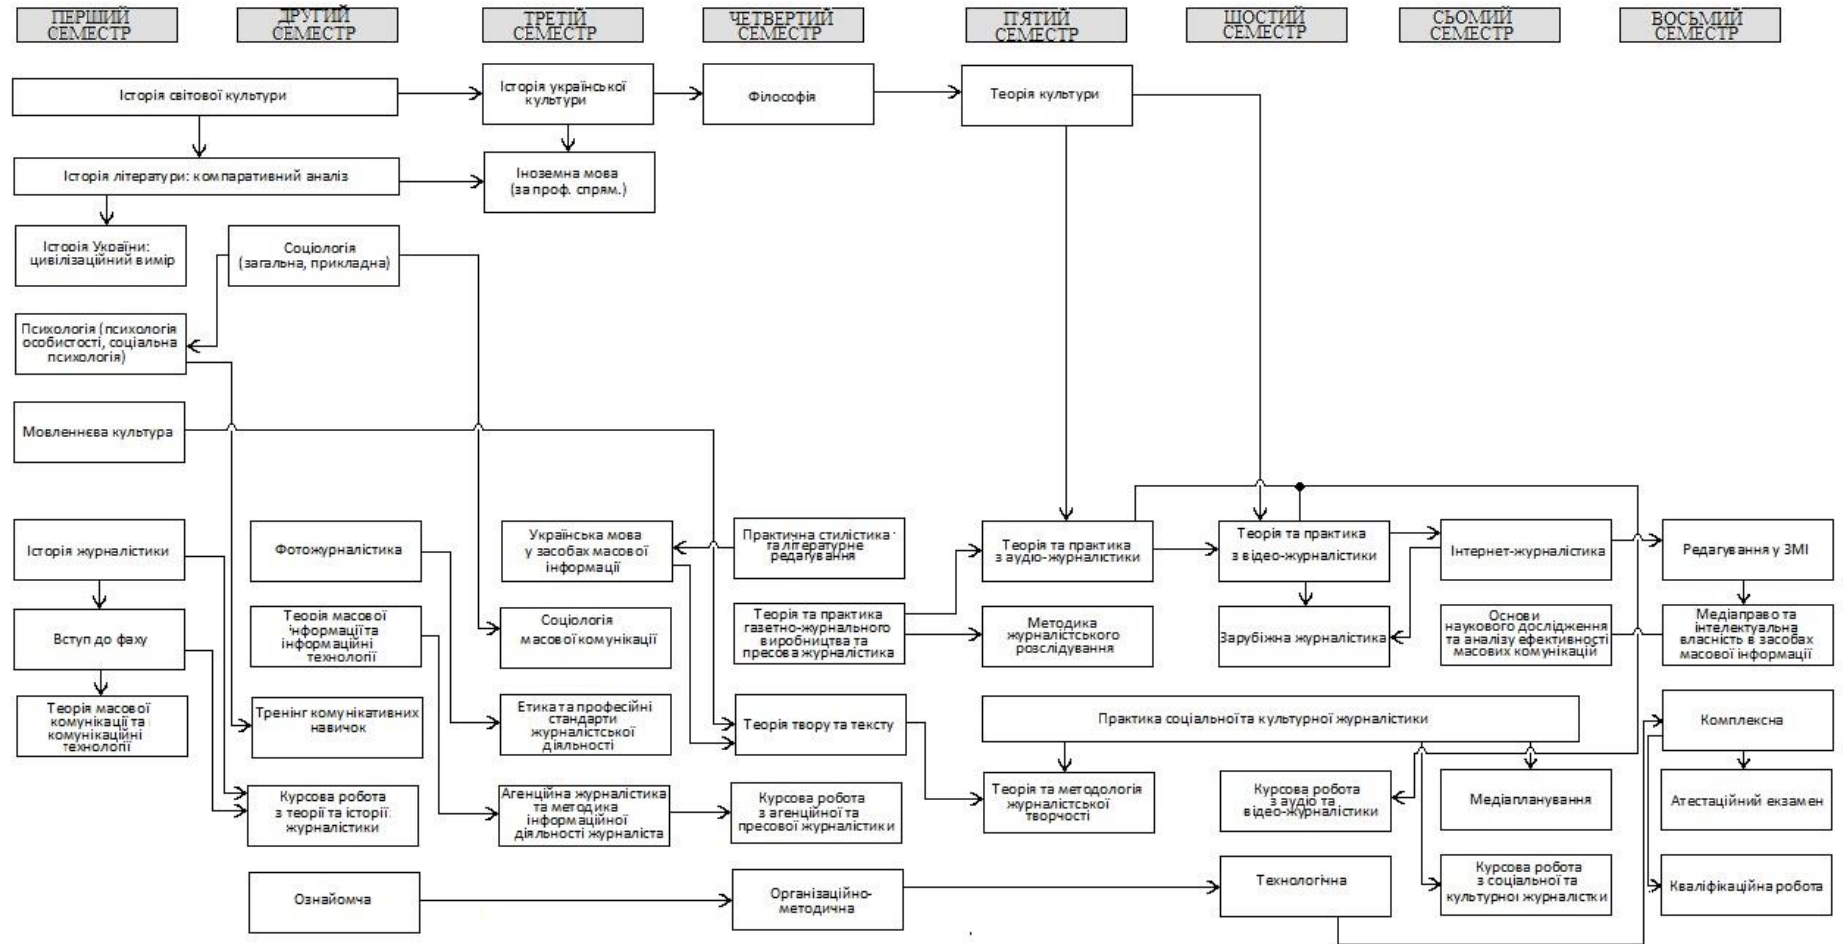 ПЕРШИЙ
СЕМЕСТР
ДРУГИЙ
СЕМЕСТР
ТРЕТІЙ
СЕМЕСТР
ЧЕТВЕРТИЙ
СЕМЕСТР
П'ЯТИЙ
СЕМЕСТР
ШОСТИЙ
СЕМЕСТР
СЬОМИЙ
СЕМЕСТР
ВОСЬМИЙ
СЕМЕСТР
Історія світової культури
Історія української
культури
Філософія
Теорія культури
Історія літератури: компаративний аналіз
Іноземна мова
(за проф. спрям.)
Історія України:
цивілізаційний вимір
Соціологія
(загальна, прикладна)
Психологія (психологія
особистості, соціальна
психологія)
Мовленнєва культура
Історія журналістики
Фотожурналістика
Українська мова
у засобах масової
інформації
Практична стилістика
та літературне
редагування
Теорія та практика
з аудіо-журналістики
Теорія та практика
з відео-журналістики
Інтернет-журналістика
Редагування у ЗМІ
Вступ до фаху
Теорія масової
інформації та
інформаційні
технології
Соціологія
масової комунікації
Теорія та практика
газетно-журнального
виробництва та
пресова журналістика
Методика
журналістського
розслідування
Зарубіжна журналістика
Основи
наукового дослідження
та аналізу ефективності
масових комунікацій
Медіаправо та
інтелектуальна
власність в засобах
масової інформації
Теорія масової
комунікації та
комунікаційні
технології
Тренінг комунікативних
навичок
Етика та професійні
стандарти
журналістської
діяльності
Теорія твору та тексту
Практика соціальної та культурної журналістики
Комплексна
Курсова робота
з теорії та історії
журналістики
Агенційна журналістика
та методика
інформаційної
діяльності журналіста
Курсова робота
з агенційної та
пресової журналістики
Теорія та методологія
журналістської
творчості
Курсова робота
з аудіо та
відео-журналістики
Медіапланування
Атестаційний екзамен
Ознайомча
Організаційно-
методична
Технологічна
Курсова робота
з соціальної та
культурної журналістки
Кваліфікаційна робота